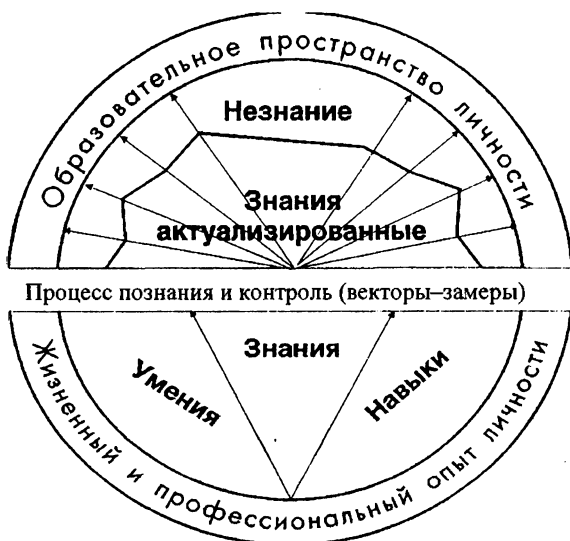 Образовательное пространство личности
Незнание
Знания
актуализированные
Процесс познания и контроль (векторы–замеры)
Знания
Умения
Навыки
Жизненный и профессиональный опыт личности